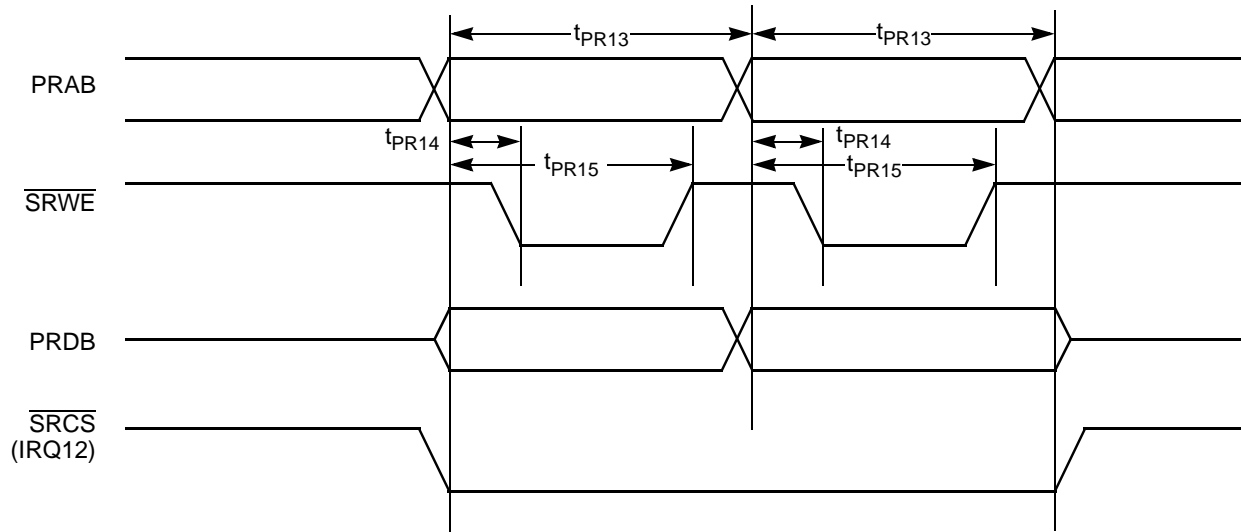 tPR13 tPR13
PRAB
tPR14 tPR14
tPR15 tPR15
SRWE
PRDB
SRCS
(IRQ12)